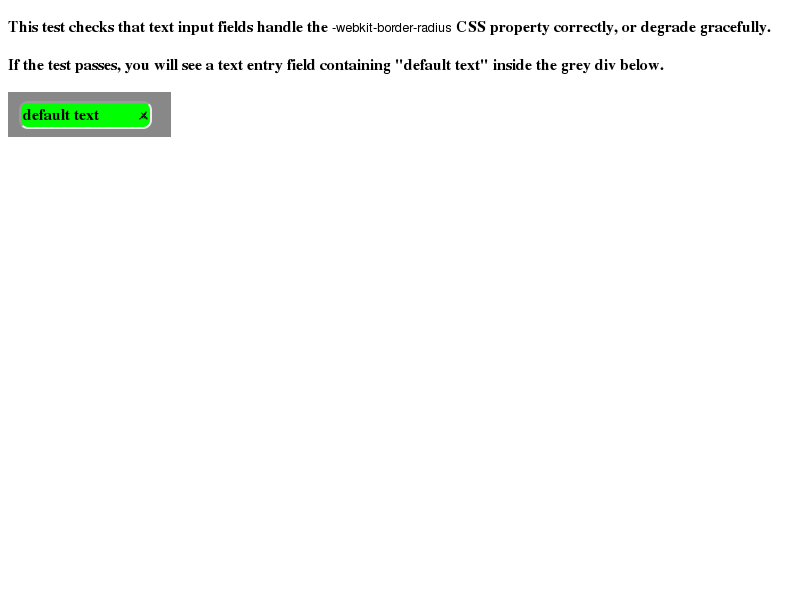 This test checks that text input fields handle the -webkit-border-radius CSS property correctly, or degrade gracefully.
If the test passes, you will see a text entry field containing "default text" inside the grey div below.
default text